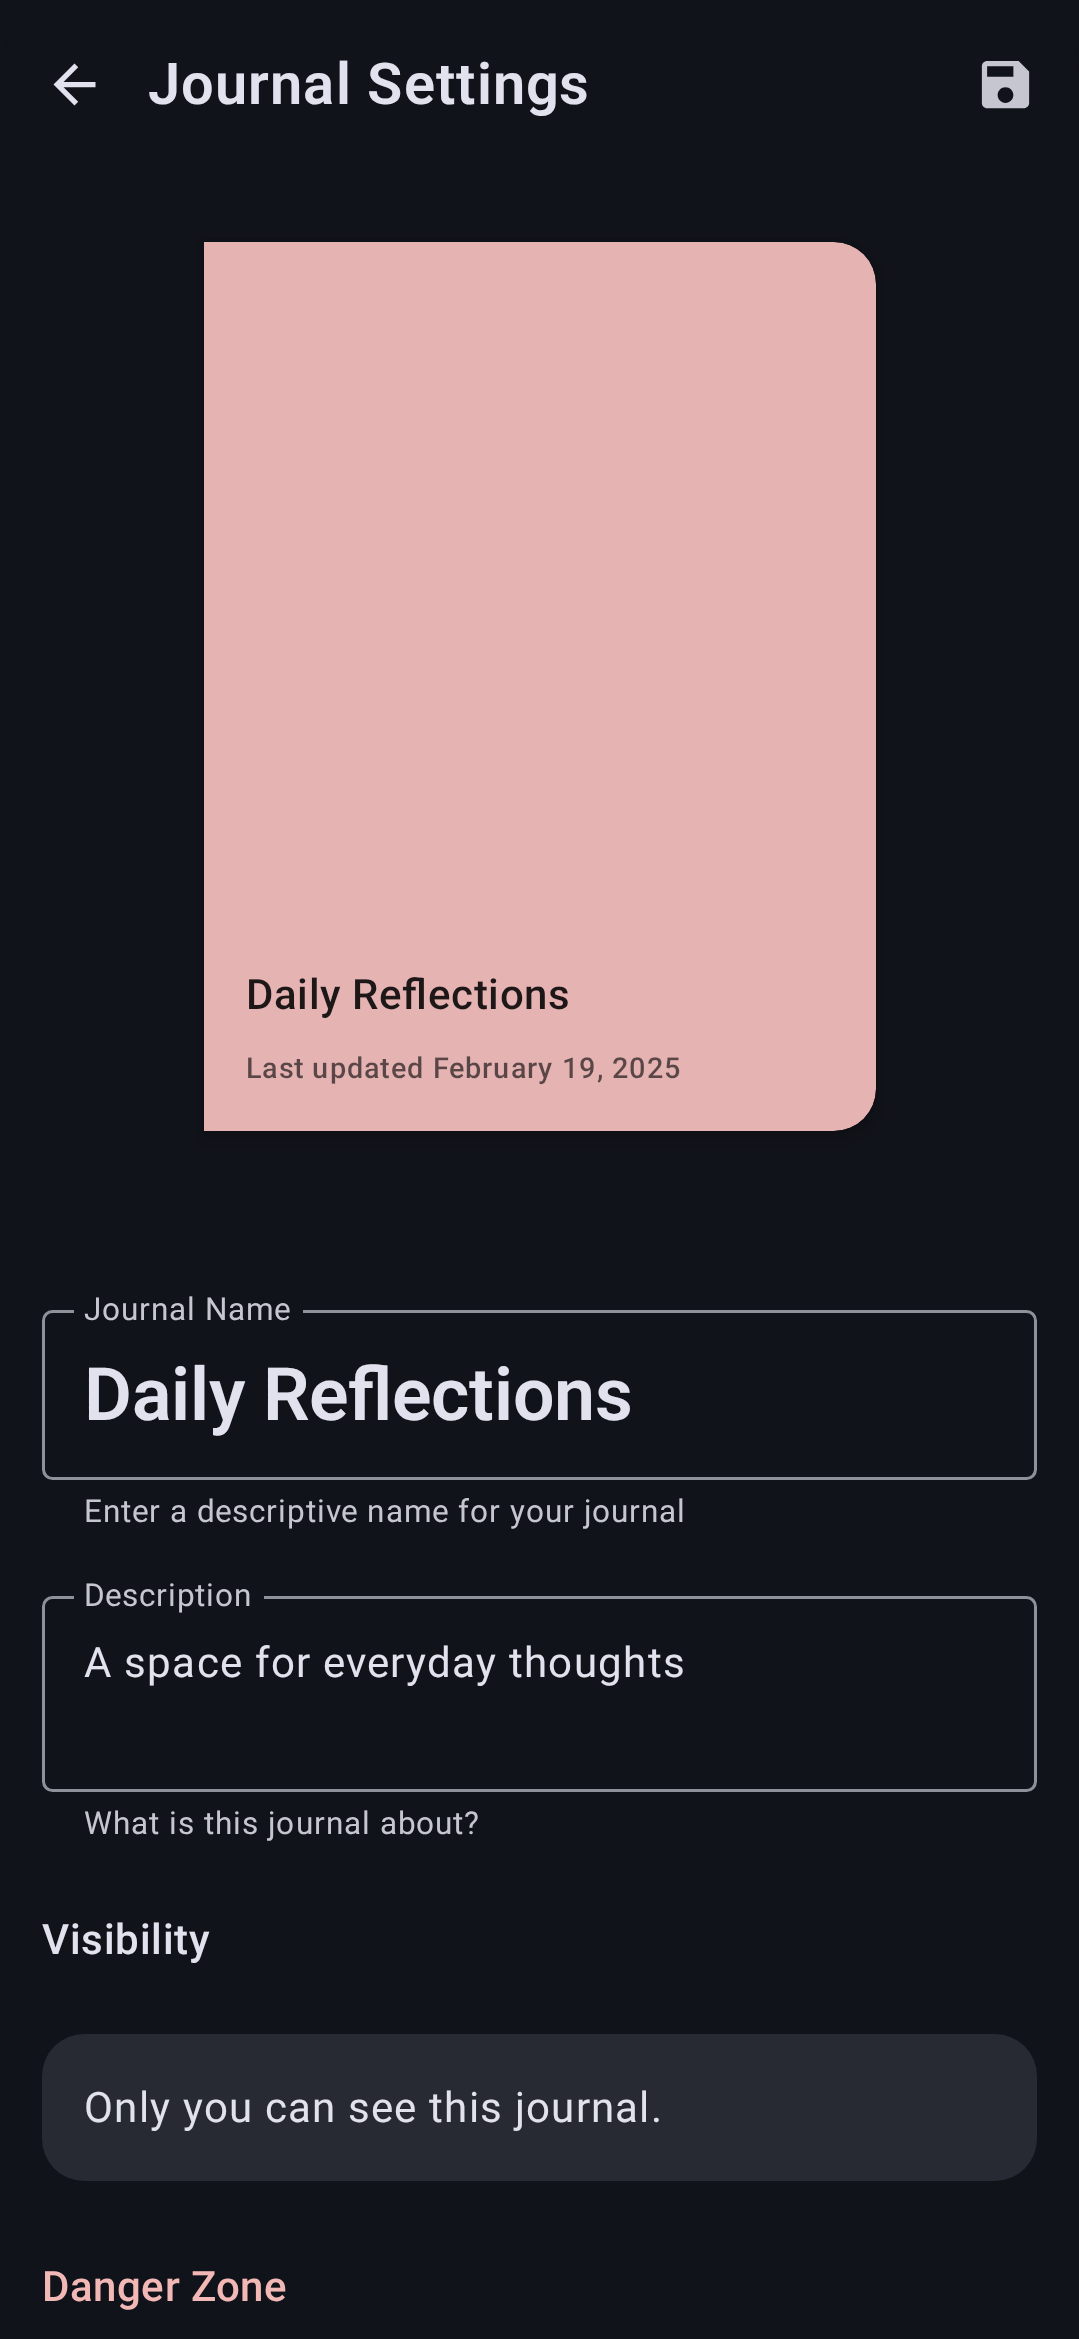 Journal Settings
Daily Reflections
Last updated February 19, 2025
Journal Name
Daily Reflections
Enter a descriptive name for your journal
Description
A space for everyday thoughts
What is this journal about?
Visibility
Only you can see this journal.
Danger Zone